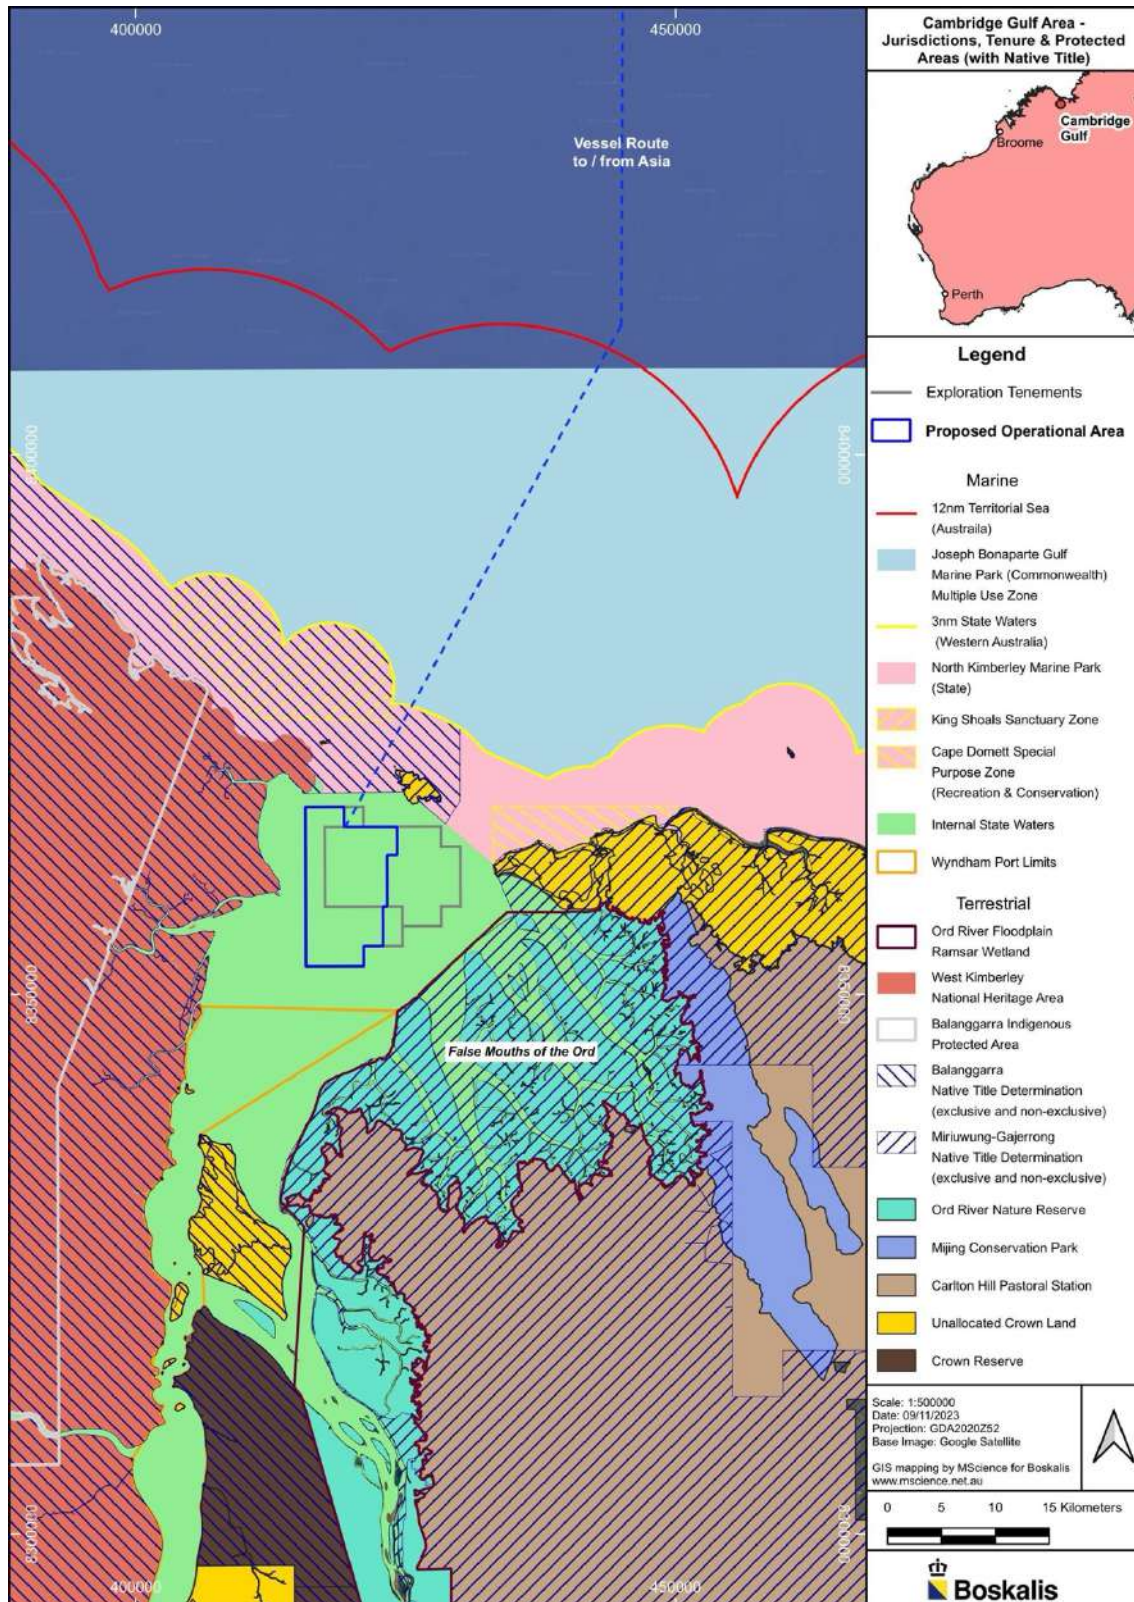 400000
450000
Vessel Route
to / from Asia
8400000
8400000
8350000
8350000
False Mouths of the Ord
8300000
8300000
400000
450000
Cambridge Gulf Area -
Jurisdictions, Tenure & Protected
Areas (with Native Title)
Cambridge
Gulf
Broome
Perth
Legend
Exploration Tenements
Proposed Operational Area
Marine
12nm Territorial Sea
(Austraila)
Joseph Bonaparte Gulf
Marine Park (Commonwealth)
Multiple Use Zone
3nm State Waters
(Western Australia)
North Kimberley Marine Park
(State)
King Shoals Sanctuary Zone
Cape Domett Special
Purpose Zone
(Recreation & Conservation)
Internal State Waters
Wyndham Port Limits
Terrestrial
Ord River Floodplain
Ramsar Wetland
West Kimberley
National Heritage Area
Balanggarra Indigenous
Protected Area
Balanggarra
Native Title Determination
(exclusive and non-exclusive)
Miriuwung-Gajerrong
Native Title Determination
(exclusive and non-exclusive)
Ord River Nature Reserve
Mijing Conservation Park
Carlton Hill Pastoral Station
Unallocated Crown Land
Crown Reserve
Scale: 1:500000
Date: 09/11/2023
Projection: GDA2020Z52
Base Image: Google Satellite
GIS mapping by MScience for Boskalis
www.mscience.net.au
0 5 10 15 Kilometers
Boskalis